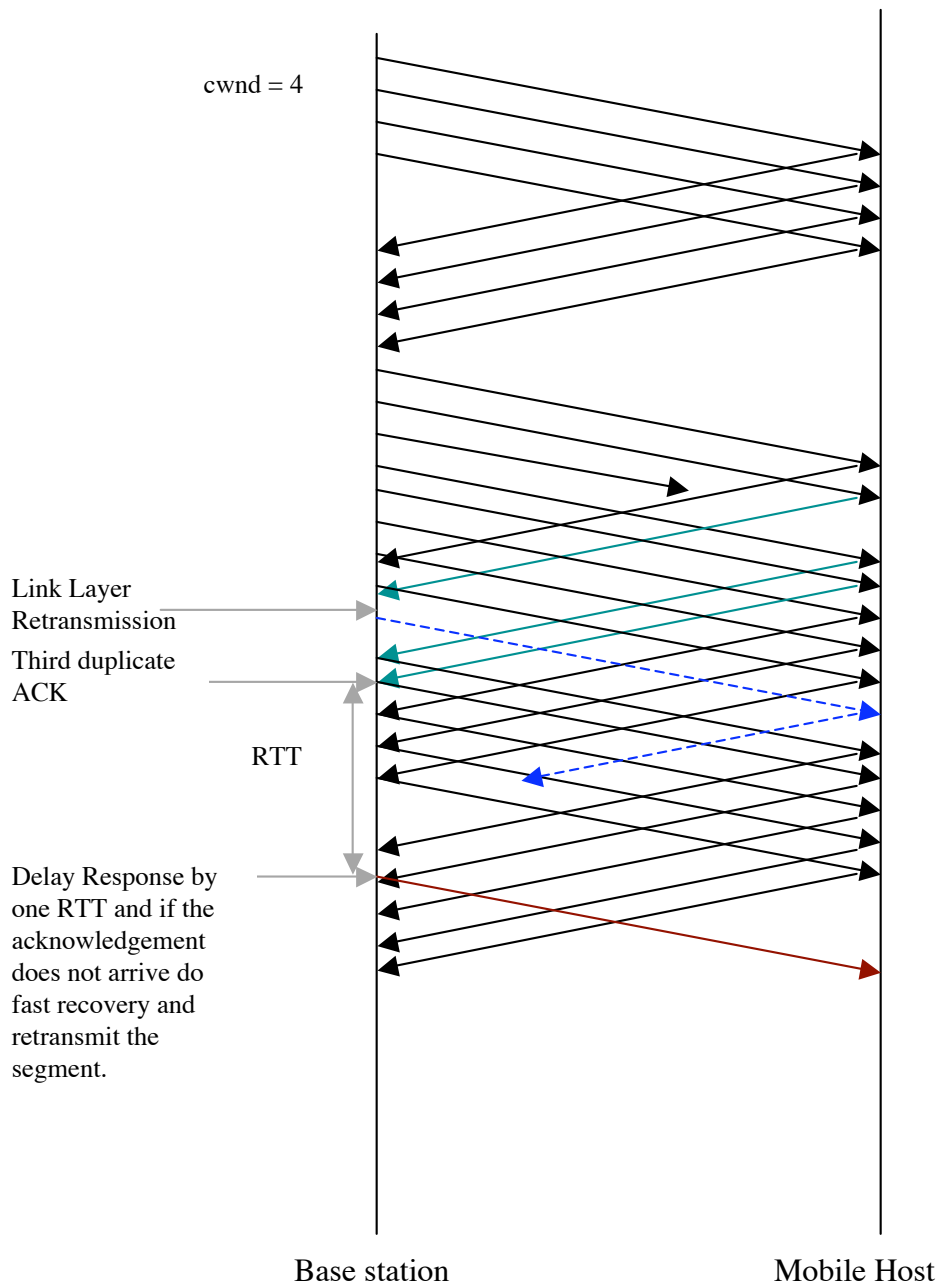 cwnd = 4
Link Layer
Retransmission
Third duplicate
ACK
RTT
Delay Response by
one RTT and if the
acknowledgement
does not arrive do
fast recovery and
retransmit the
segment.
Base station
Mobile Host